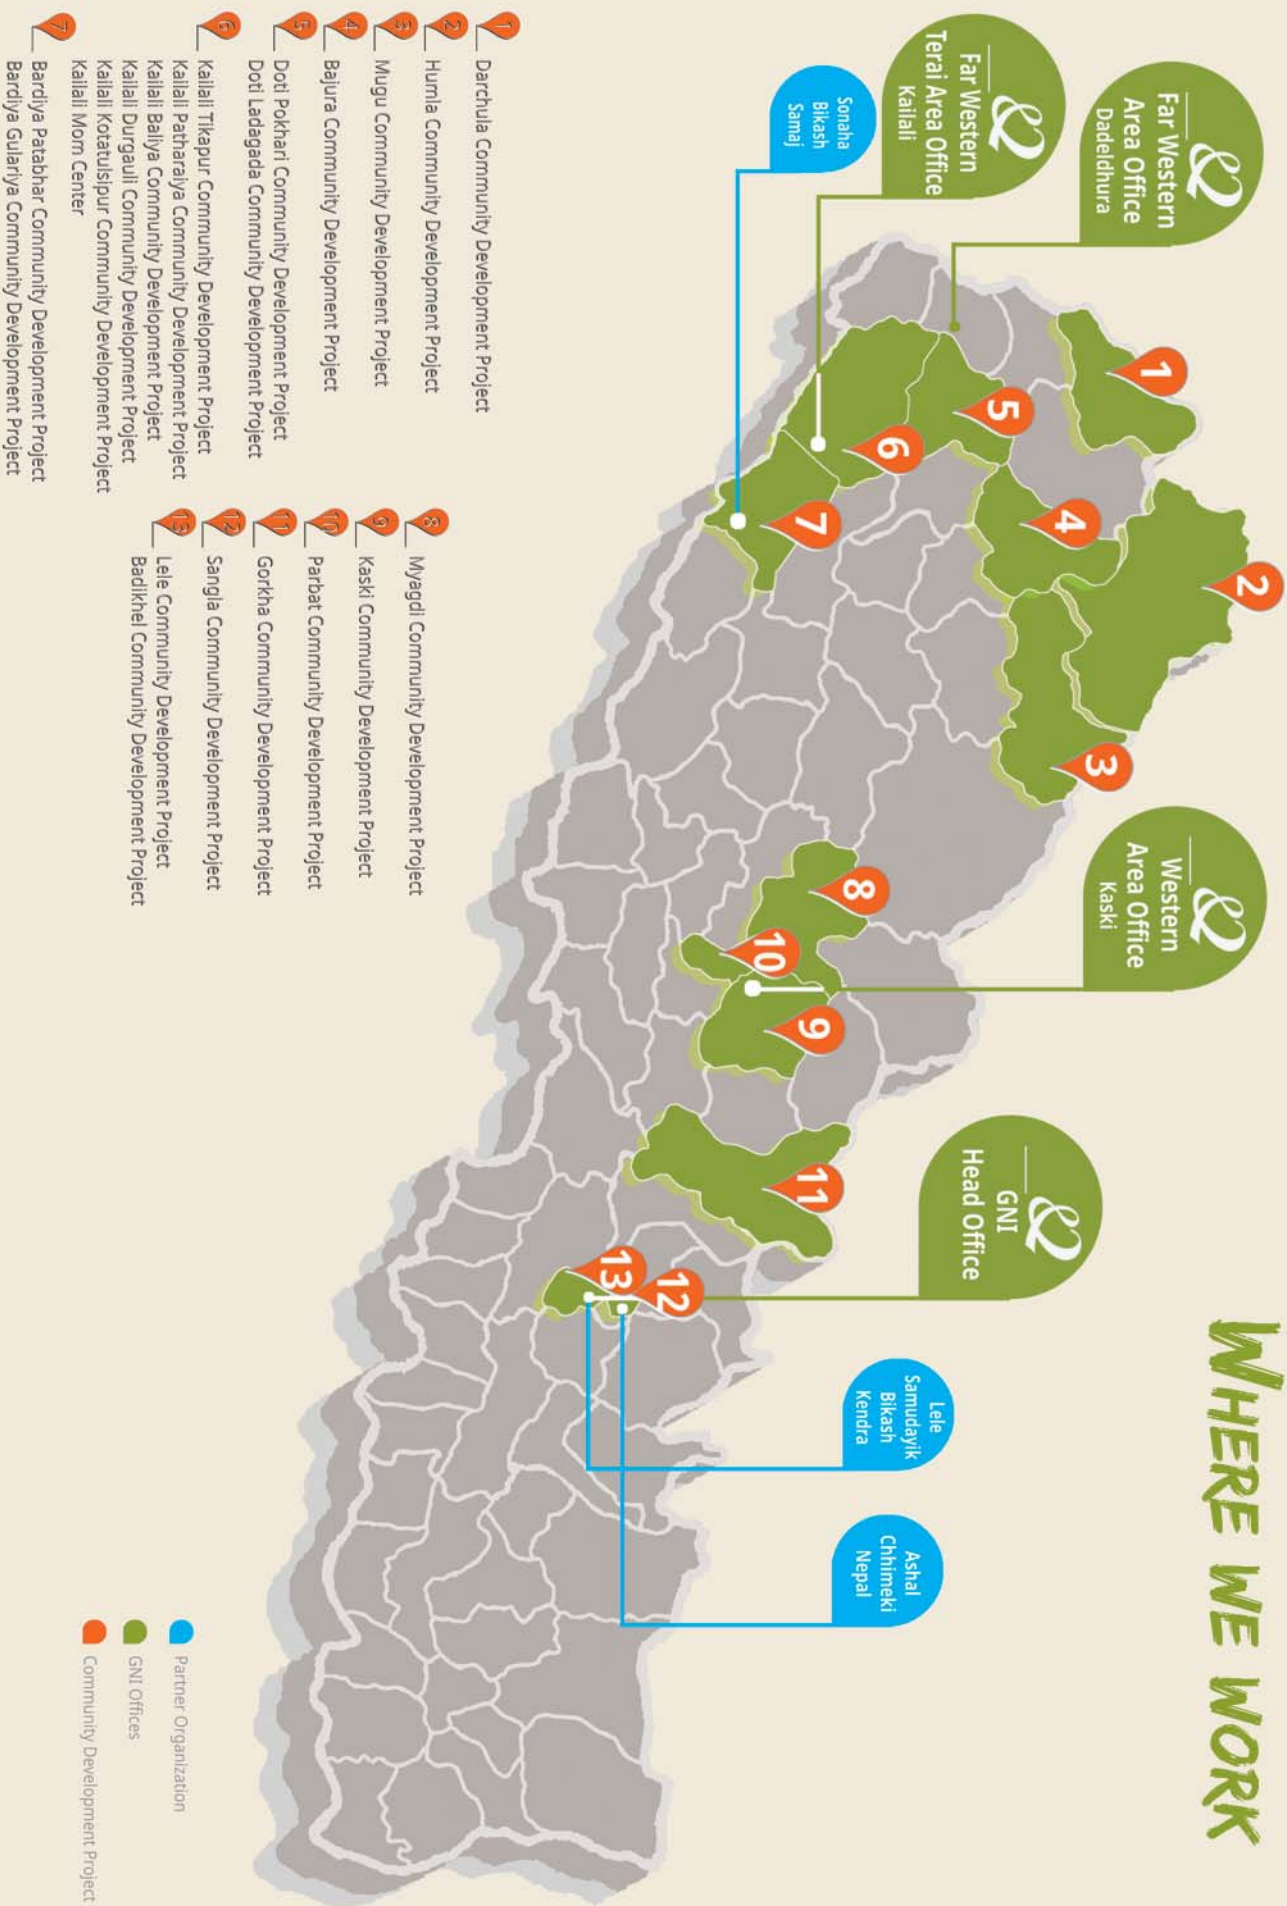 WHERE WE WORK
Far Western
Area Office
Dadeldhura
Far Western
Terai Area Office
Kailali
Sonaha
Bikash
Samaj
Western
Area Office
Kaski
GNI
Head Office
Lele
Samudayik
Bikash
Kendra
Ashal
Chhimeki
Nepal
1
2
3
4
5
6
7
8
9
10
11
12
13
1 Darchula Community Development Project
2 Humla Community Development Project
3 Mugu Community Development Project
4 Bajura Community Development Project
5 Doti Pokhari Community Development Project
Doti Ladagada Community Development Project
6 Kailali Tikapur Community Development Project
Kailali Patharaiya Community Development Project
Kailali Baliya Community Development Project
Kailali Durgauli Community Development Project
Kailali Kotatulsipur Community Development Project
Kailali Mom Center
7 Bardiya Patabhar Community Development Project
Bardiya Gulariya Community Development Project
8 Myagdi Community Development Project
9 Kaski Community Development Project
10 Parbat Community Development Project
11 Gorkha Community Development Project
12 Sangla Community Development Project
13 Lele Community Development Project
Badikhel Community Development Project
Partner Organization
GNI Offices
Community Development Project